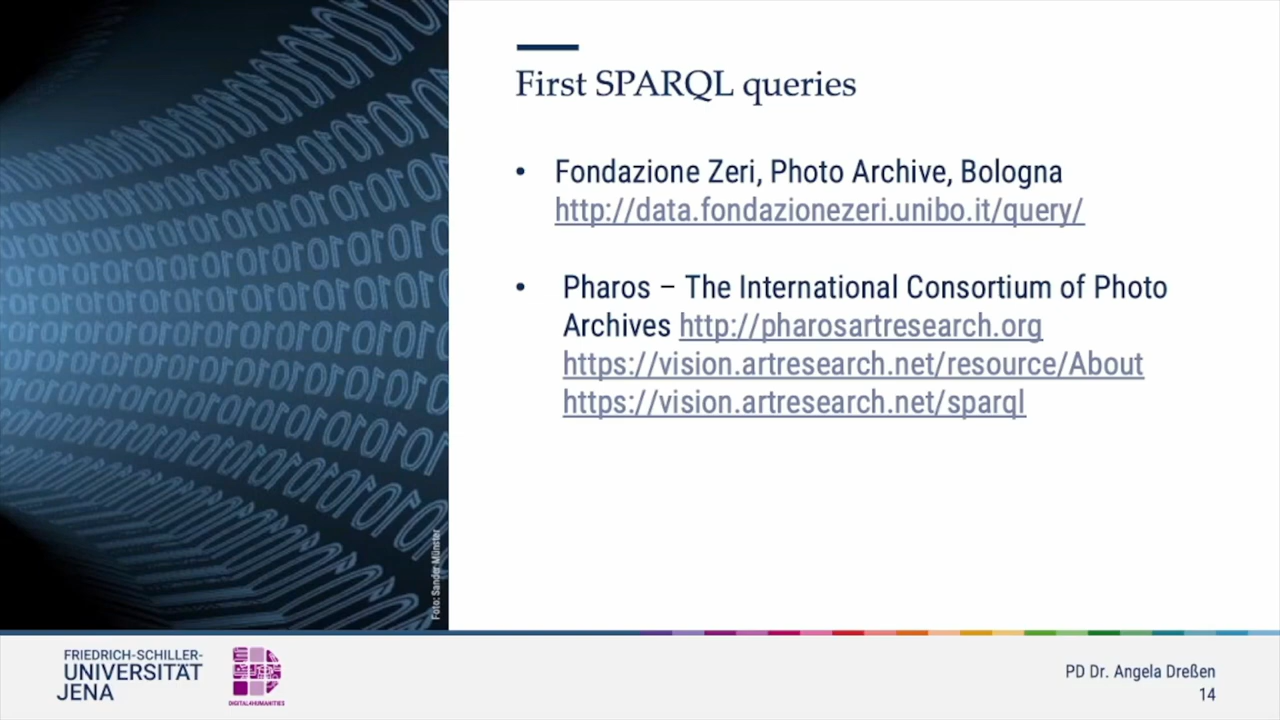 First SPARQL queries
• Fondazione Zeri, Photo Archive, Bologna
http://data.fondazionezeri.unibo.it/query/
• Pharos – The International Consortium of Photo
Archives http://pharosartresearch.org
https://vision.artresearch.net/resource/About
https://vision.artresearch.net/sparql
Foto: Sander Münster
FRIEDRICH-SCHILLER-
UNIVERSITÄT
JENA
DIGITAL4HUMANITIES
PD Dr. Angela Dreßen
14